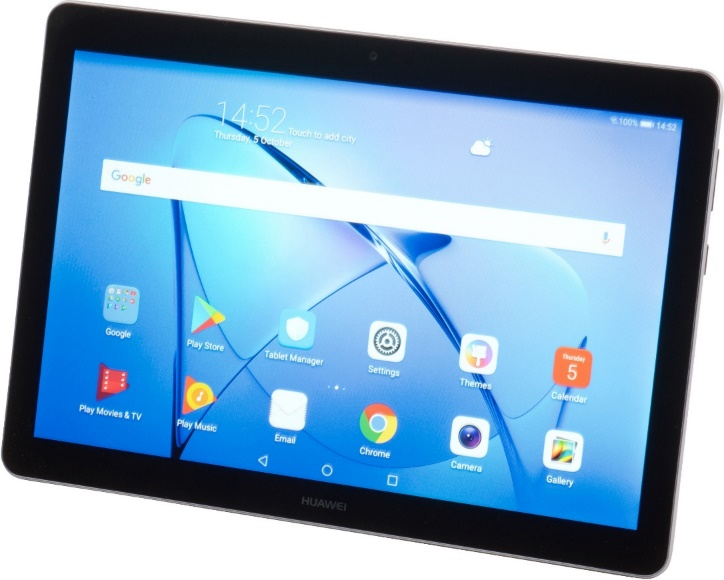 100% 14:52
14:52 Touch to add city
Thursday, 5 October
Google
Google
Play Store
Tablet Manager
Settings
Themes
Thursday
5
Calendar
Play Movies & TV
Play Music
Email
Chrome
Camera
Gallery
HUAWEI